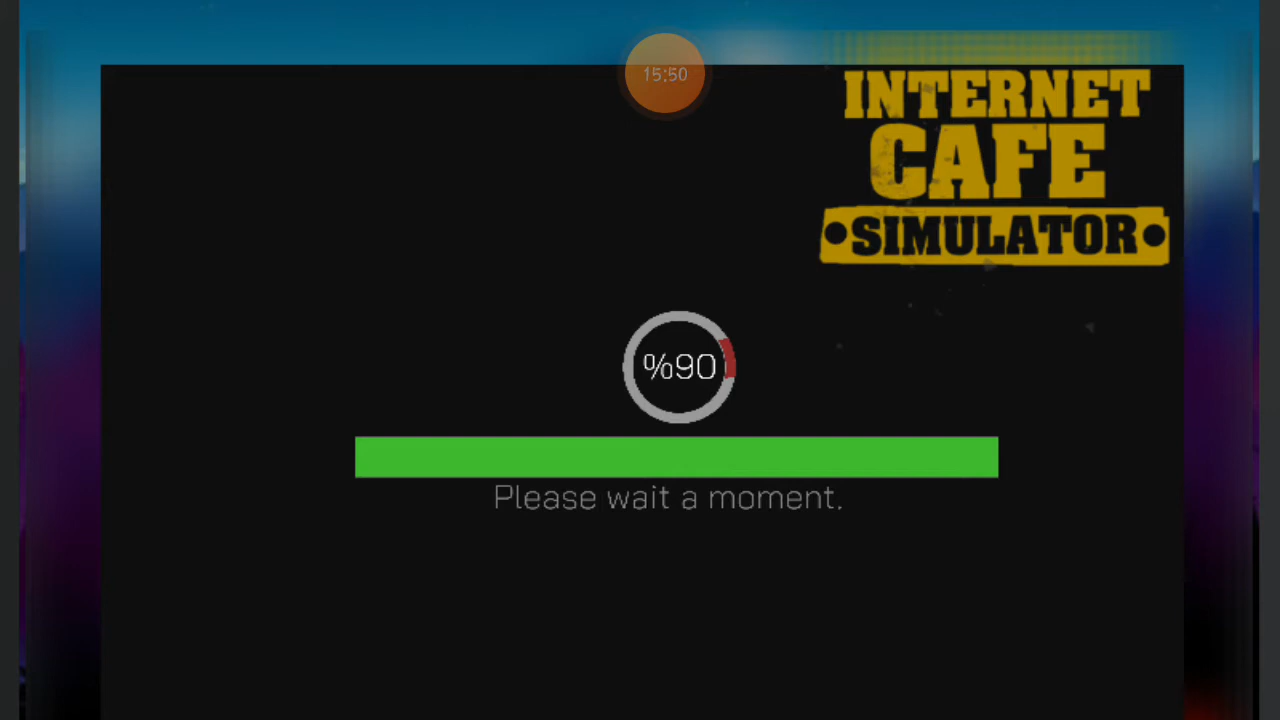 15:50
INTERNET
CAFE
SIMULATOR
%90
Please wait a moment.